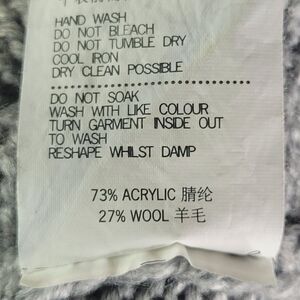 HAND WASH
DO NOT BLEACH
DO NOT TUMBLE DRY
COOL IRON
DRY CLEAN POSSIBLE
DO NOT SOAK
WASH WITH LIKE COLOUR
TURN GARMENT INSIDE OUT
TO WASH
RESHAPE WHILST DAMP
73% ACRYLIC 腈纶
27% WOOL 羊毛